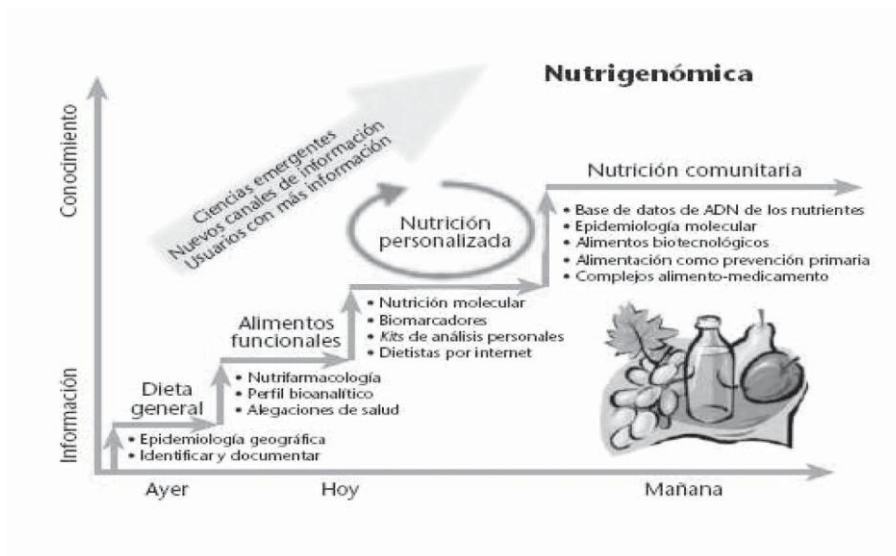 Nutrigenómica
Conocimiento
Información
Ciencias emergentes
Nuevos canales de información
Usuarios con más información
Nutrición comunitaria
• Base de datos de ADN de los nutrientes
• Epidemiología molecular
• Alimentos biotecnológicos
• Alimentación como prevención primaria
• Complejos alimento-medicamento
Nutrición
personalizada
• Nutrición molecular
• Biomarcadores
• Kits de análisis personales
• Dietistas por internet
Alimentos
funcionales
• Nutrifarmacología
• Perfil bioanalítico
• Alegaciones de salud
Dieta
general
• Epidemiología geográfica
• Identificar y documentar
Ayer
Hoy
Mañana